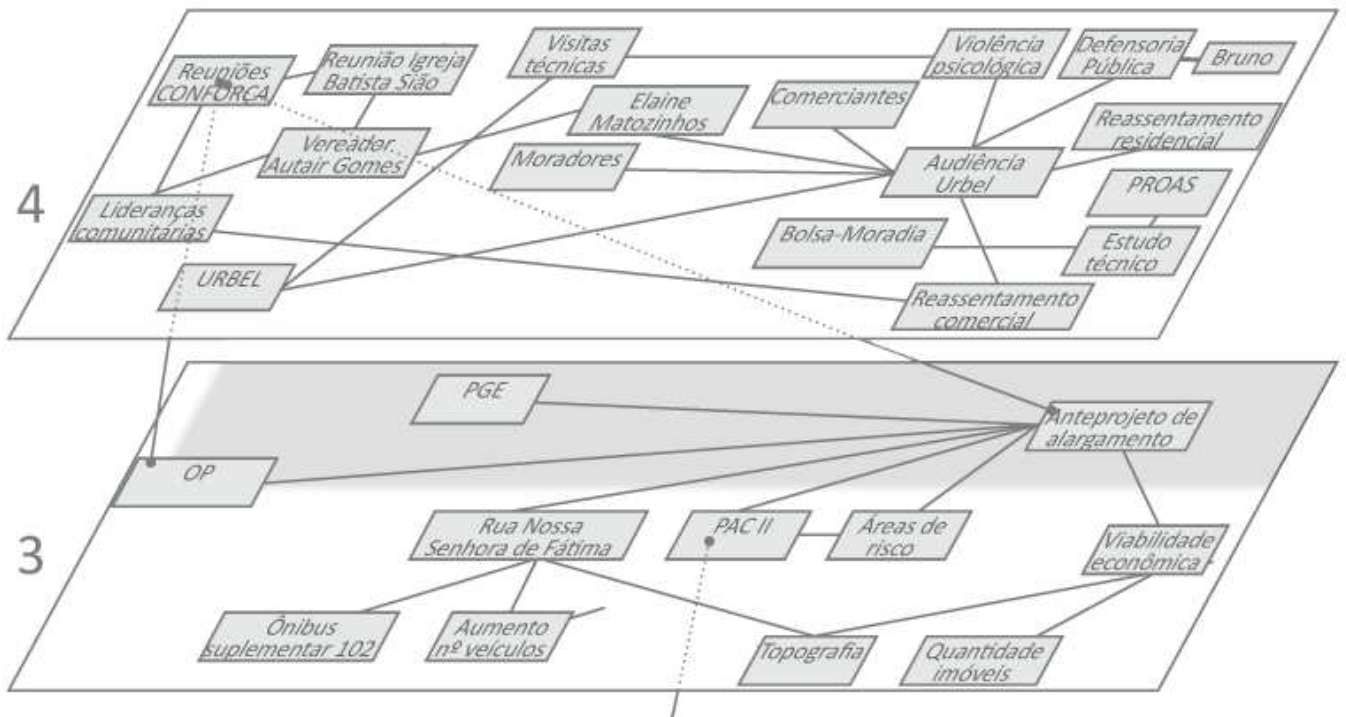 Reuniões
CONFORÇA
Reunião Igreja
Batista Sião
Visitas
técnicas
Violência
psicológica
Defensoria
Pública
Bruno
Elaine
Matozinhos
Comerciantes
Reassentamento
residencial
Vereador
Autair Gomes
Moradores
Audiência
Urbel
PROAS
4
Lideranças
comunitárias
Bolsa-Moradia
Estudo
técnico
URBEL
Reassentamento
comercial
PGE
Anteprojeto de
alargamento
OP
3
Rua Nossa
Senhora de Fátima
PAC II
Áreas de
risco
Viabilidade
econômica
Ônibus
suplementar 102
Aumento
nº veículos
Topografia
Quantidade
imóveis